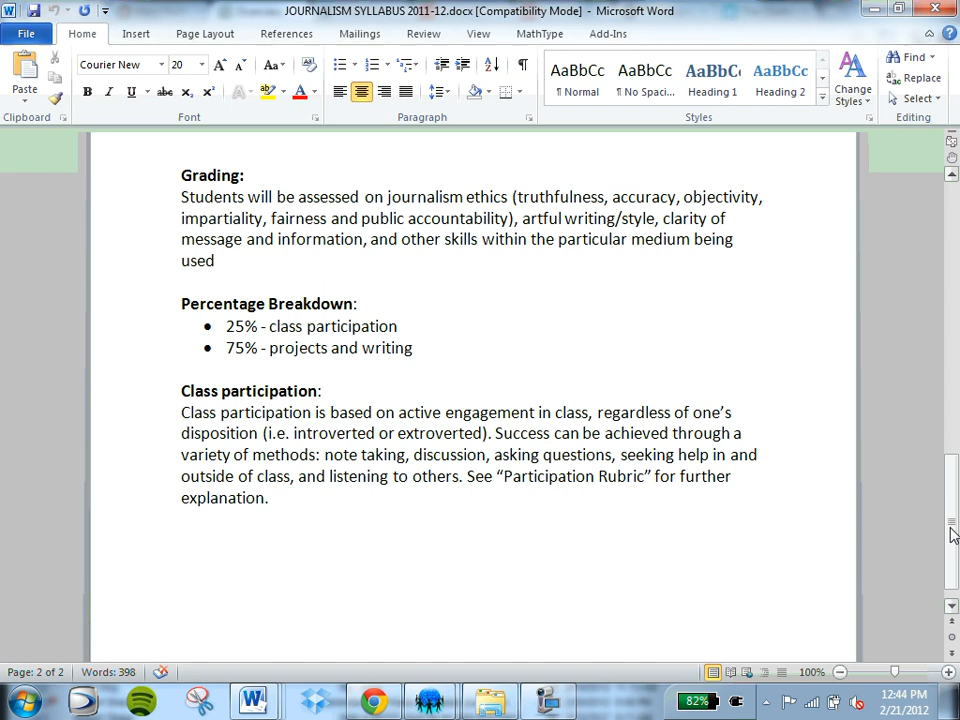 JOURNALISM SYLLABUS 2011-12.docx [Compatibility Mode] - Microsoft Word
File Home Insert Page Layout References Mailings Review View MathType Add-Ins
Courier New 20
Paste
Clipboard
Font
Paragraph
AaBbCc AaBbCc AaBbCc AaBbCc
¶ Normal ¶ No Spaci... Heading 1 Heading 2
Change Styles
Styles
Find
Replace
Select
Editing
Grading:
Students will be assessed on journalism ethics (truthfulness, accuracy, objectivity,
impartiality, fairness and public accountability), artful writing/style, clarity of
message and information, and other skills within the particular medium being
used
Percentage Breakdown:
• 25% - class participation
• 75% - projects and writing
Class participation:
Class participation is based on active engagement in class, regardless of one’s
disposition (i.e. introverted or extroverted). Success can be achieved through a
variety of methods: note taking, discussion, asking questions, seeking help in and
outside of class, and listening to others. See “Participation Rubric” for further
explanation.
Page: 2 of 2 Words: 398 100%
82% 12:44 PM
2/21/2012